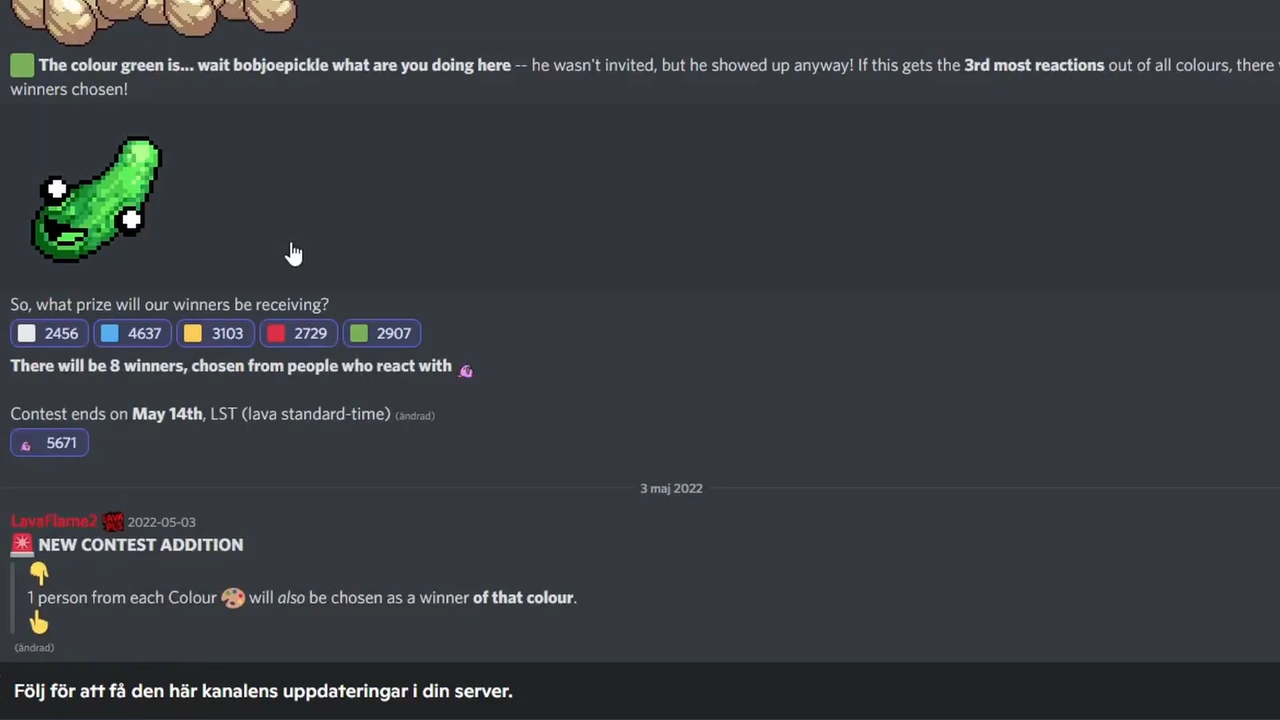 The colour green is... wait bobjoepickle what are you doing here -- he wasn't invited, but he showed up anyway! If this gets the 3rd most reactions out of all colours, there
winners chosen!
So, what prize will our winners be receiving?
2456 4637 3103 2729 2907
There will be 8 winners, chosen from people who react with
Contest ends on May 14th, LST (lava standard-time) (ändrad)
5671
3 maj 2022
LavaFlame2 LAVA PLS 2022-05-03
NEW CONTEST ADDITION
1 person from each Colour will also be chosen as a winner of that colour.
(ändrad)
Följ för att få den här kanalens uppdateringar i din server.